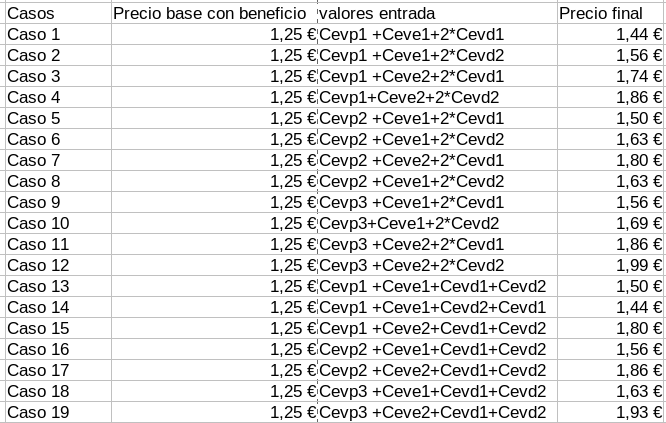 Casos Precio base con beneficio valores entrada Precio final
Caso 1 1,25 € Cevp1 +Ceve1+2*Cevd1 1,44 €
Caso 2 1,25 € Cevp1 +Ceve1+2*Cevd2 1,56 €
Caso 3 1,25 € Cevp1 +Ceve2+2*Cevd1 1,74 €
Caso 4 1,25 € Cevp1+Ceve2+2*Cevd2 1,86 €
Caso 5 1,25 € Cevp2 +Ceve1+2*Cevd1 1,50 €
Caso 6 1,25 € Cevp2 +Ceve1+2*Cevd2 1,63 €
Caso 7 1,25 € Cevp2 +Ceve2+2*Cevd1 1,80 €
Caso 8 1,25 € Cevp2 +Ceve1+2*Cevd2 1,63 €
Caso 9 1,25 € Cevp3 +Ceve1+2*Cevd1 1,56 €
Caso 10 1,25 € Cevp3+Ceve1+2*Cevd2 1,69 €
Caso 11 1,25 € Cevp3 +Ceve2+2*Cevd1 1,86 €
Caso 12 1,25 € Cevp3 +Ceve2+2*Cevd2 1,99 €
Caso 13 1,25 € Cevp1 +Ceve1+Cevd1+Cevd2 1,50 €
Caso 14 1,25 € Cevp1 +Ceve1+Cevd2+Cevd1 1,44 €
Caso 15 1,25 € Cevp1 +Ceve2+Cevd1+Cevd2 1,80 €
Caso 16 1,25 € Cevp2 +Ceve1+Cevd1+Cevd2 1,56 €
Caso 17 1,25 € Cevp2 +Ceve2+Cevd1+Cevd2 1,86 €
Caso 18 1,25 € Cevp3 +Ceve1+Cevd1+Cevd2 1,63 €
Caso 19 1,25 € Cevp3 +Ceve2+Cevd1+Cevd2 1,93 €